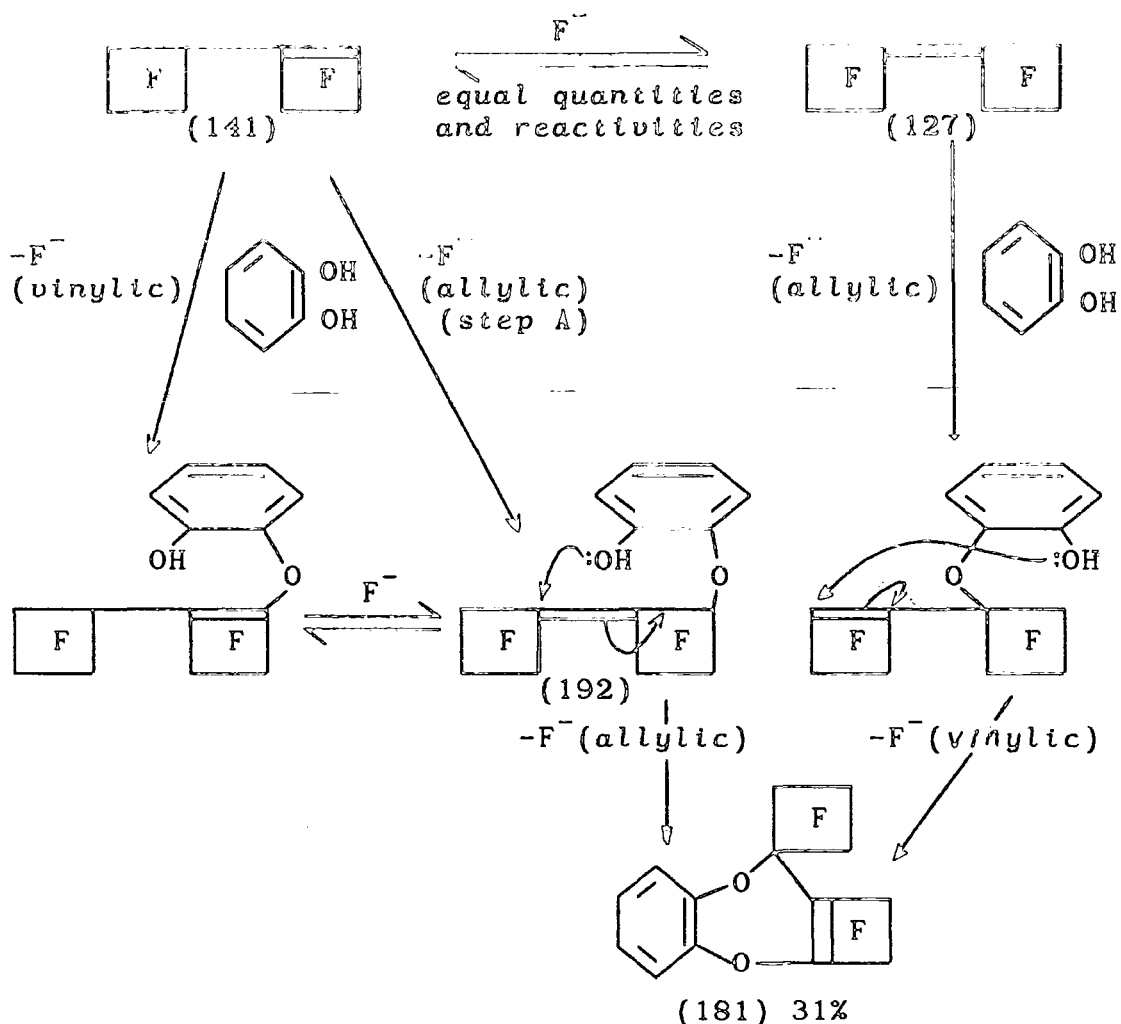 F⁻
F F F F
equal quantities
and reactivities
(141) (127)
-F⁻
(vinylic)
OH
OH
-F⁻
(allylic)
(step A)
-F⁻
(allylic)
OH
OH
OH
O
:OH
O
O
:OH
F⁻
F F F F F F
(192)
-F⁻(allylic) -F⁻(vinylic)
F
O
F
O
(181) 31%